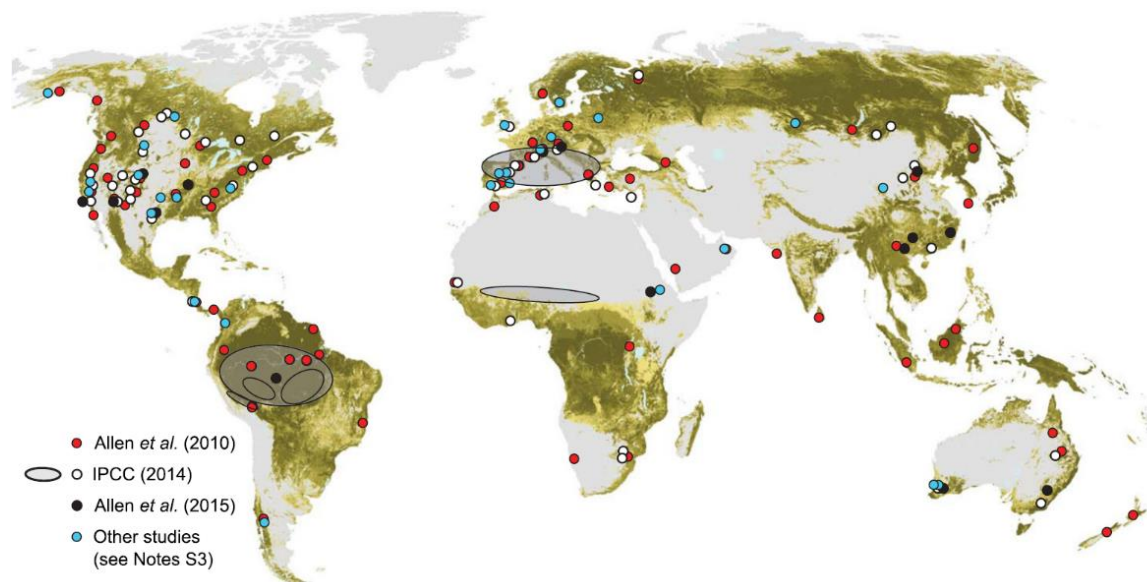 Allen et al. (2010)
IPCC (2014)
Allen et al. (2015)
Other studies
(see Notes S3)